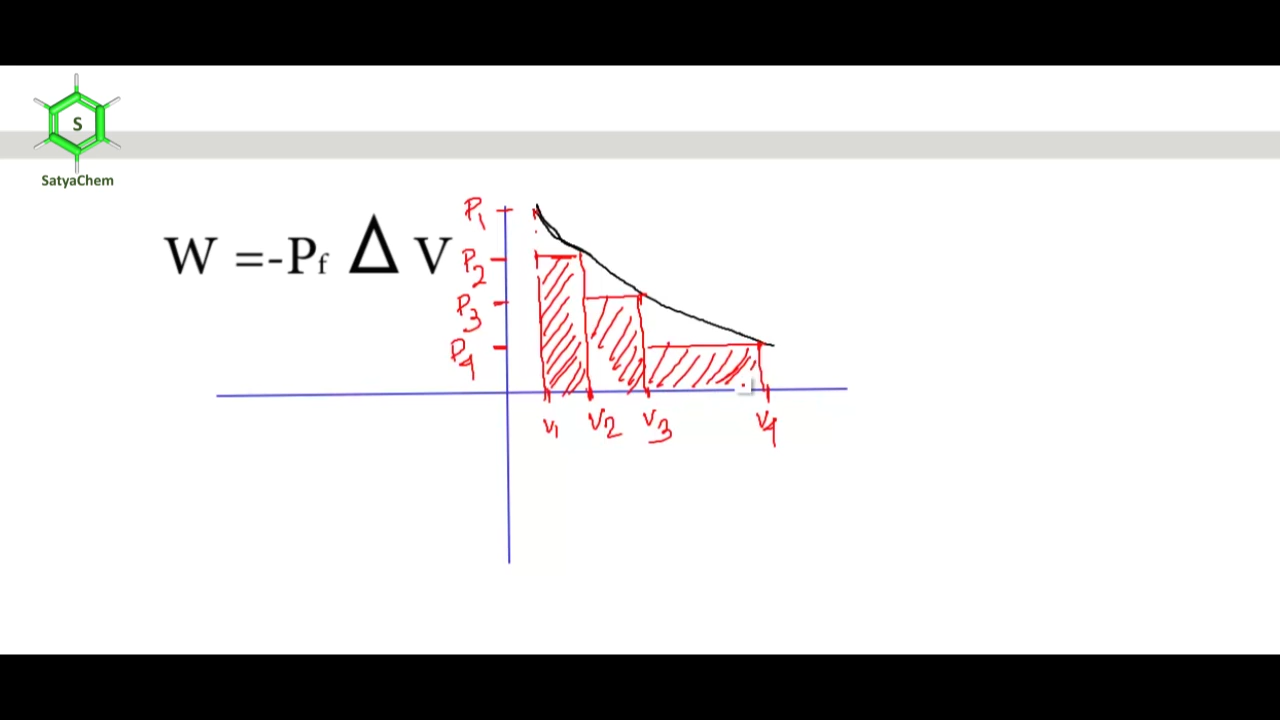 S
SatyaChem
W =-Pf Δ V
P1
P2
P3
P4
V1 V2 V3 V4